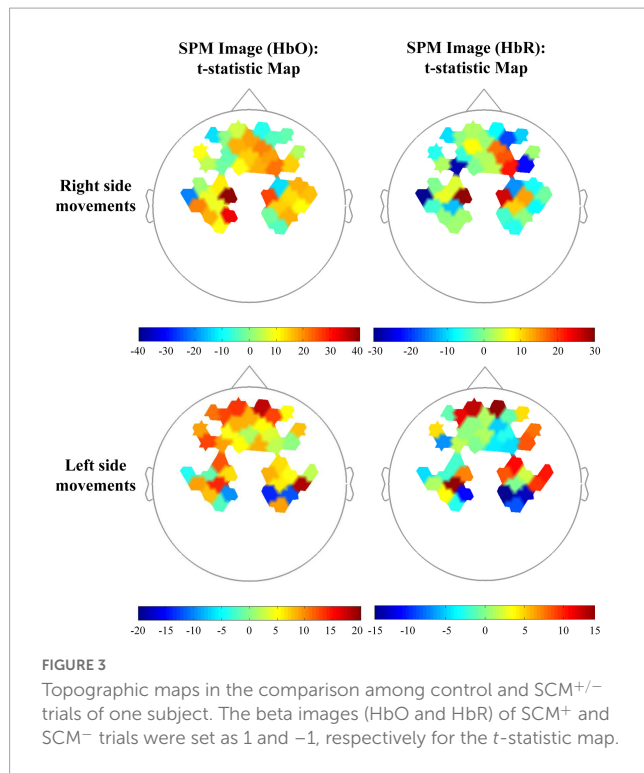 SPM Image (HbO):
t-statistic Map
SPM Image (HbR):
t-statistic Map
Right side
movements
-40 -30 -20 -10 0 10 20 30 40
-30 -20 -10 0 10 20 30
Left side
movements
-20 -15 -10 -5 0 5 10 15 20
-15 -10 -5 0 5 10 15
FIGURE 3
Topographic maps in the comparison among control and SCM+/−
trials of one subject. The beta images (HbO and HbR) of SCM+ and
SCM− trials were set as 1 and −1, respectively for the t-statistic map.